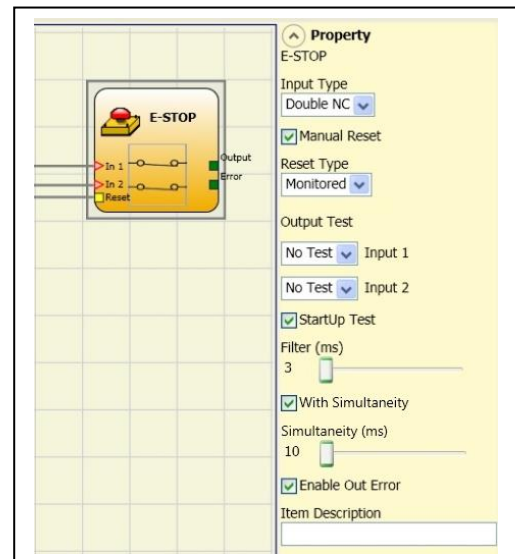 E-STOP
In 1
In 2
Reset
Output
Error
Property
E-STOP
Input Type
Double NC
Manual Reset
Reset Type
Monitored
Output Test
No Test Input 1
No Test Input 2
StartUp Test
Filter (ms)
3
With Simultaneity
Simultaneity (ms)
10
Enable Out Error
Item Description